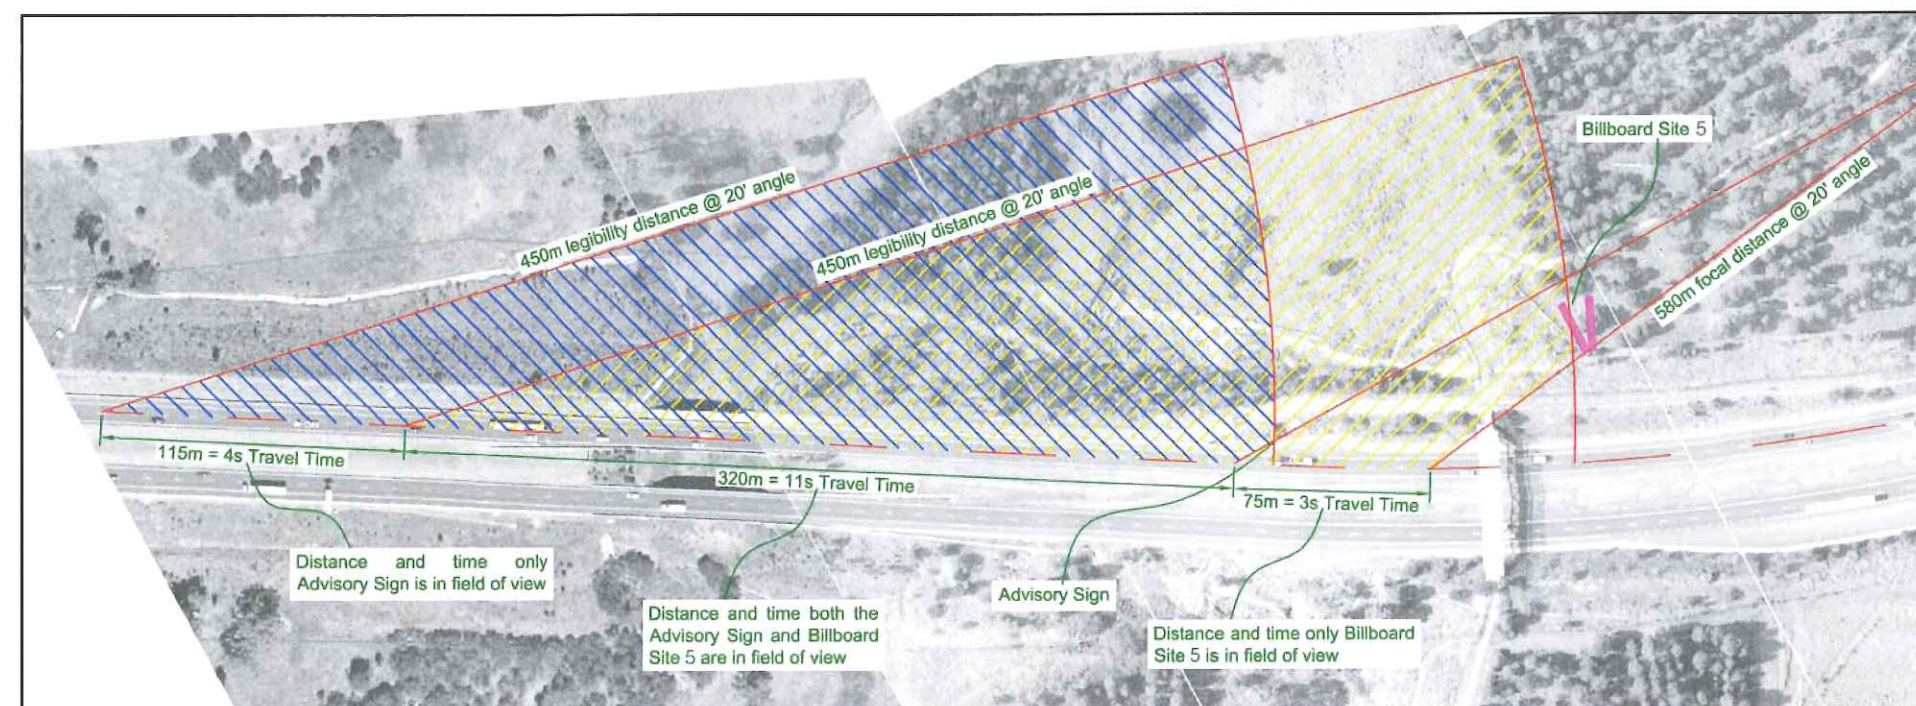 Billboard Site 5
450m legibility distance @ 20' angle
450m legibility distance @ 20' angle
580m focal distance @ 20' angle
115m = 4s Travel Time
320m = 11s Travel Time
75m = 3s Travel Time
Distance and time only
Advisory Sign is in field of view
Distance and time both the
Advisory Sign and Billboard
Site 5 are in field of view
Advisory Sign
Distance and time only Billboard
Site 5 is in field of view